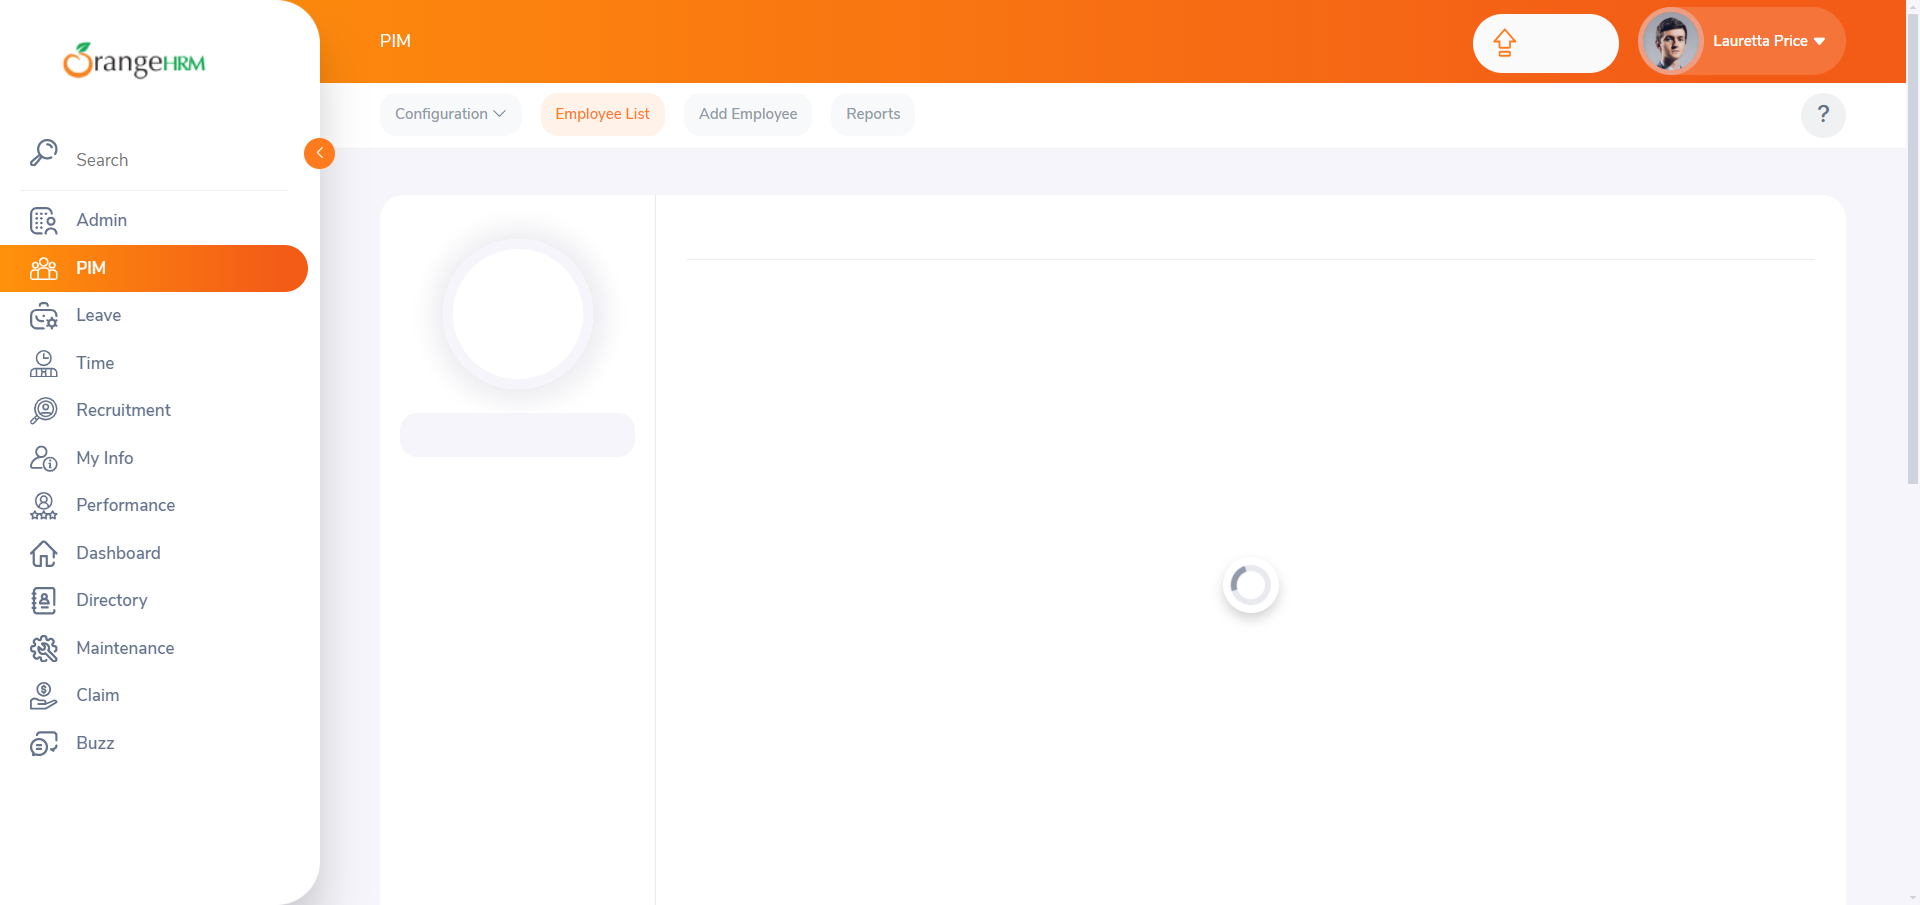 OrangeHRM
PIM
Lauretta Price
Configuration
Employee List
Add Employee
Reports
?
Search
Admin
PIM
Leave
Time
Recruitment
My Info
Performance
Dashboard
Directory
Maintenance
Claim
Buzz